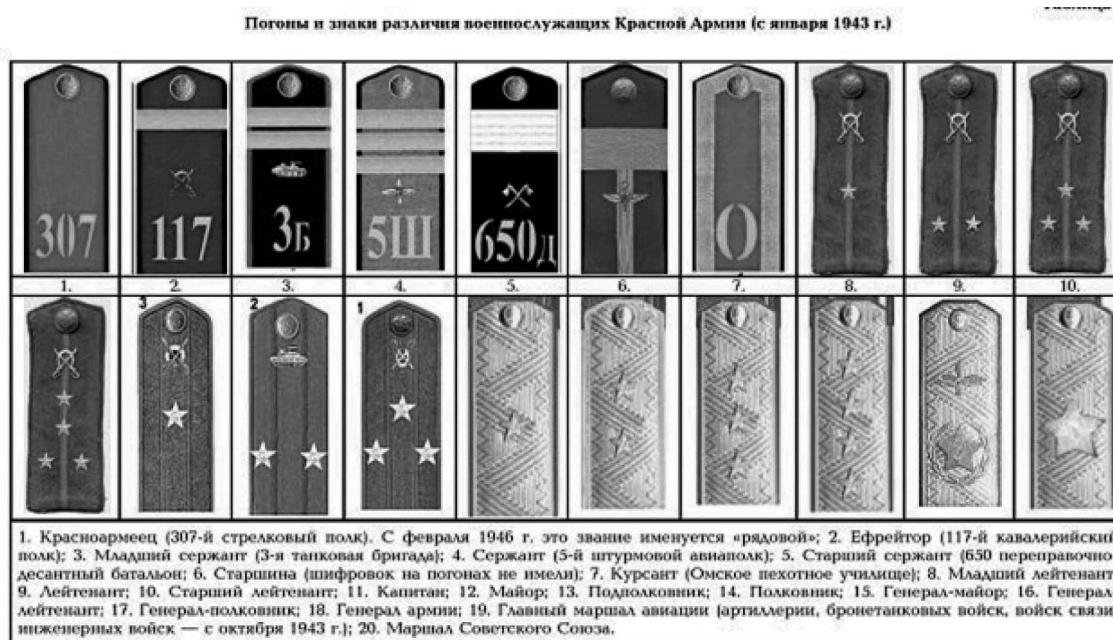 Погоны и знаки различия военнослужащих Красной Армии (с января 1943 г.)
307 117 3Б 5Ш 650Д О
1. 2. 3. 4. 5. 6. 7. 8. 9. 10.
3 2 1
1. Красноармеец (307-й стрелковый полк). С февраля 1946 г. это звание именуется «рядовой»; 2. Ефрейтор (117-й кавалерийский
полк); 3. Младший сержант (3-я танковая бригада); 4. Сержант (5-й штурмовой авиаполк); 5. Старший сержант (650 переправочно-
десантный батальон; 6. Старшина (шифровок на погонах не имели); 7. Курсант (Омское пехотное училище); 8. Младший лейтенант
9. Лейтенант; 10. Старший лейтенант; 11. Капитан; 12. Майор; 13. Подполковник; 14. Полковник; 15. Генерал-майор; 16. Генерал-
лейтенант; 17. Генерал-полковник; 18. Генерал армии; 19. Главный маршал авиации (артиллерии, бронетанковых войск, войск связи
инженерных войск — с октября 1943 г.); 20. Маршал Советского Союза.